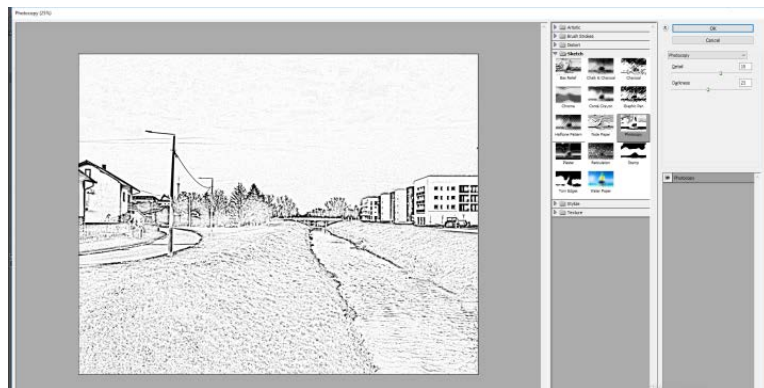 Photocopy (25%)
Artistic
Brush Strokes
Distort
Sketch
Bas Relief
Chalk & Charcoal
Charcoal
Chrome
Conté Crayon
Graphic Pen
Halftone Pattern
Note Paper
Photocopy
Plaster
Reticulation
Stamp
Torn Edges
Water Paper
Stylize
Texture
OK
Cancel
Photocopy
Detail
Darkness
Photocopy